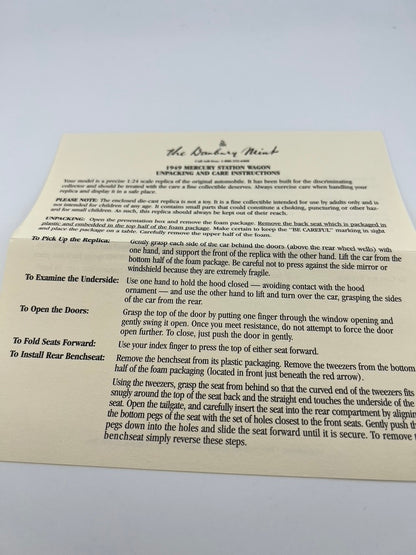 the Danbury Mint
1949 MERCURY STATION WAGON
UNPACKING AND CARE INSTRUCTIONS
Your model is a precise 1:24 scale replica of the original automobile. It has been built for the discriminating
collector and should be treated with the care a fine collectible deserves. Always exercise care when handling your
replica and display it in a safe place.
PLEASE NOTE: The enclosed die-cast replica is not a toy. It is a fine collectible intended for use by adults only and is
not intended for children of any age. It contains small parts that could constitute a choking, puncturing or other haz-
ard for small children. As such, this replica should always be kept out of their reach.
UNPACKING: Open the presentation box and remove the foam package. Remove the back seat which is packaged in
plastic and embedded in the top half of the foam package. Make certain to keep the "BE CAREFUL" marking in sight
and place the package on a table. Carefully remove the upper half of the foam.
To Pick Up the Replica: Gently grasp each side of the car behind the doors (above the rear wheel wells) with
one hand, and support the front of the replica with the other hand. Lift the car from the
bottom half of the foam package. Be careful not to press against the side mirror or
windshield because they are extremely fragile.
To Examine the Underside: Use one hand to hold the hood closed — avoiding contact with the hood
ornament — and use the other hand to lift and turn over the car, grasping the sides
of the car from the rear.
To Open the Doors: Grasp the top of the door by putting one finger through the window opening and
gently swing it open. Once you meet resistance, do not attempt to force the door
open further. To close, just push the door in gently.
To Fold Seats Forward: Use your index finger to press the top of either seat forward.
To Install Rear Benchseat: Remove the benchseat from its plastic packaging. Remove the tweezers from the bottom
half of the foam packaging (located in front just beneath the red arrow).
Using the tweezers, grasp the seat from behind so that the curved end of the tweezers fits
snugly around the top of the seat back and the straight end touches the underside of the
seat. Open the tailgate, and carefully insert the seat into the rear compartment by aligning
the bottom pegs of the seat with the set of holes closest to the front seats. Gently push the
pegs down into the holes and slide the seat forward until it is secure. To remove
benchseat simply reverse these steps.